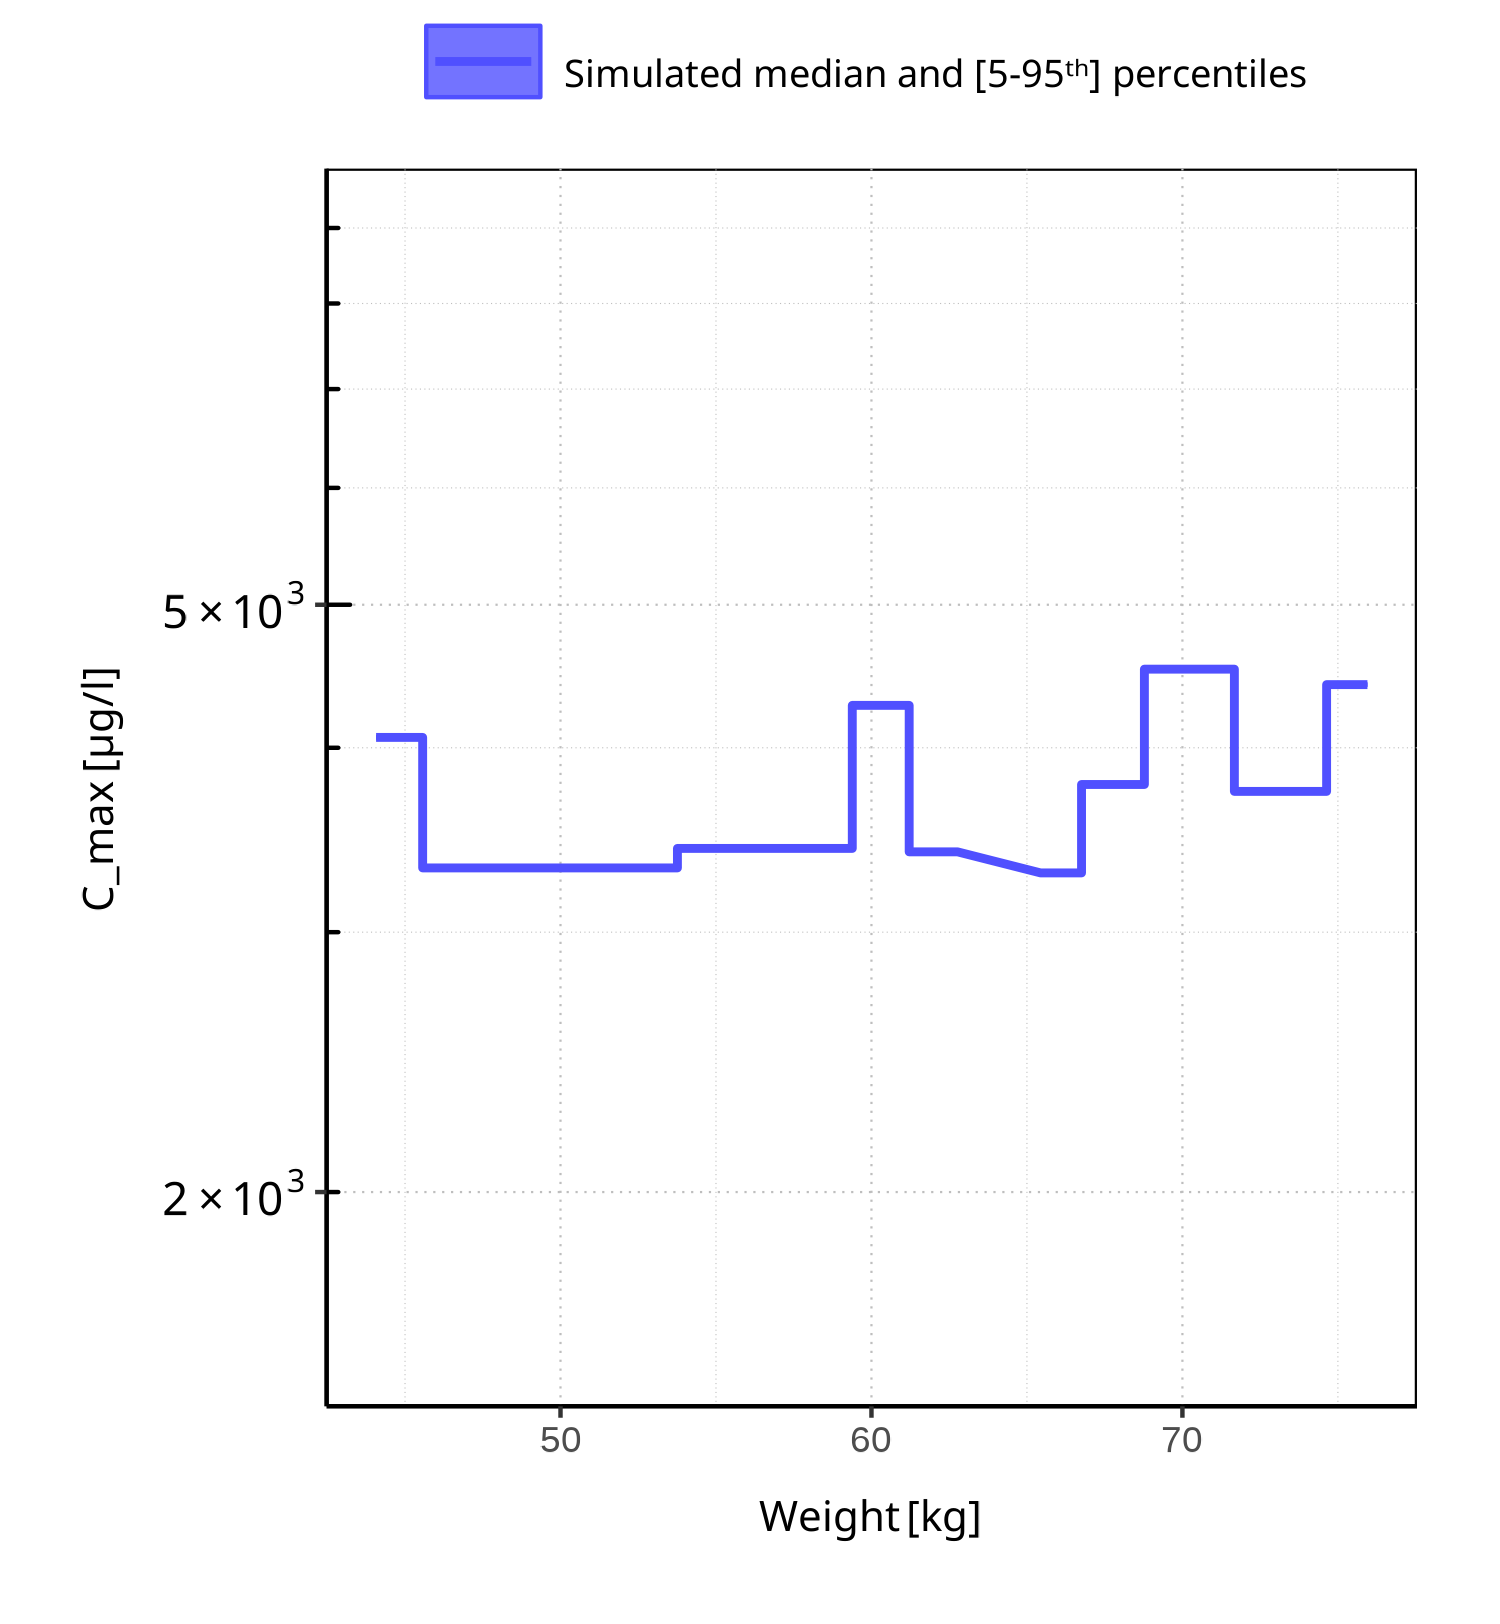 Simulated median and [5-95ᵗʰ] percentiles
5 × 10³
C_max [µg/l]
2 × 10³
50 60 70
Weight [kg]